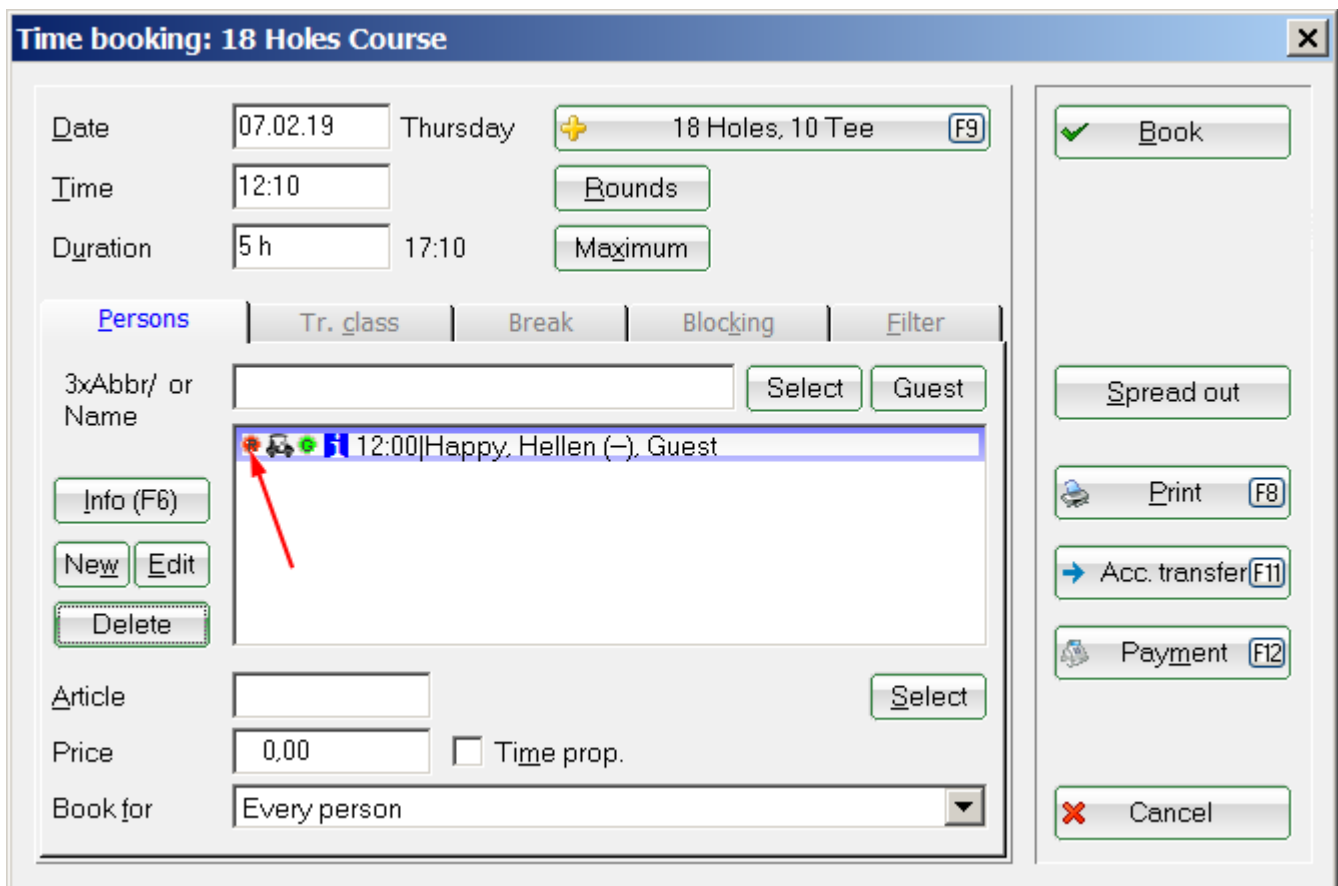 Time booking: 18 Holes Course
Date 07.02.19 Thursday 18 Holes, 10 Tee F9
Book
Time 12:10 Rounds
Duration 5 h 17:10 Maximum
Persons Tr. class Break Blocking Filter
3xAbbr/ or
Name
Select Guest
Spread out
R G i 12:00|Happy, Hellen (--), Guest
Info (F6)
Print F8
New Edit
Acc. transfer F11
Delete
Payment F12
Article Select
Price 0,00 Time prop.
Book for Every person
Cancel